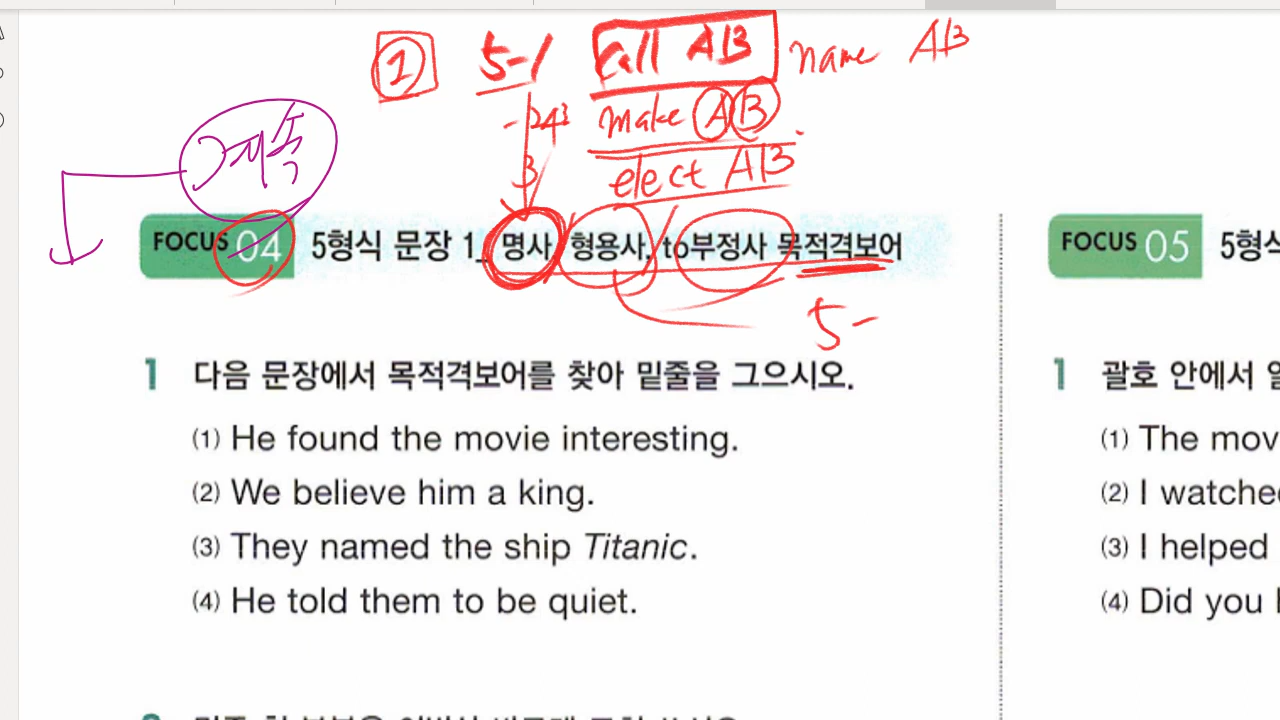 1 5-1 call AB name AB
make AB
elect AB
3
계속
FOCUS 04 5형식 문장 1_ 명사, 형용사, to부정사 목적격보어
5-
1 다음 문장에서 목적격보어를 찾아 밑줄을 그으시오.
(1) He found the movie interesting.
(2) We believe him a king.
(3) They named the ship Titanic.
(4) He told them to be quiet.
FOCUS 05 5형식
1 괄호 안에서
(1) The mov
(2) I watched
(3) I helped
(4) Did you